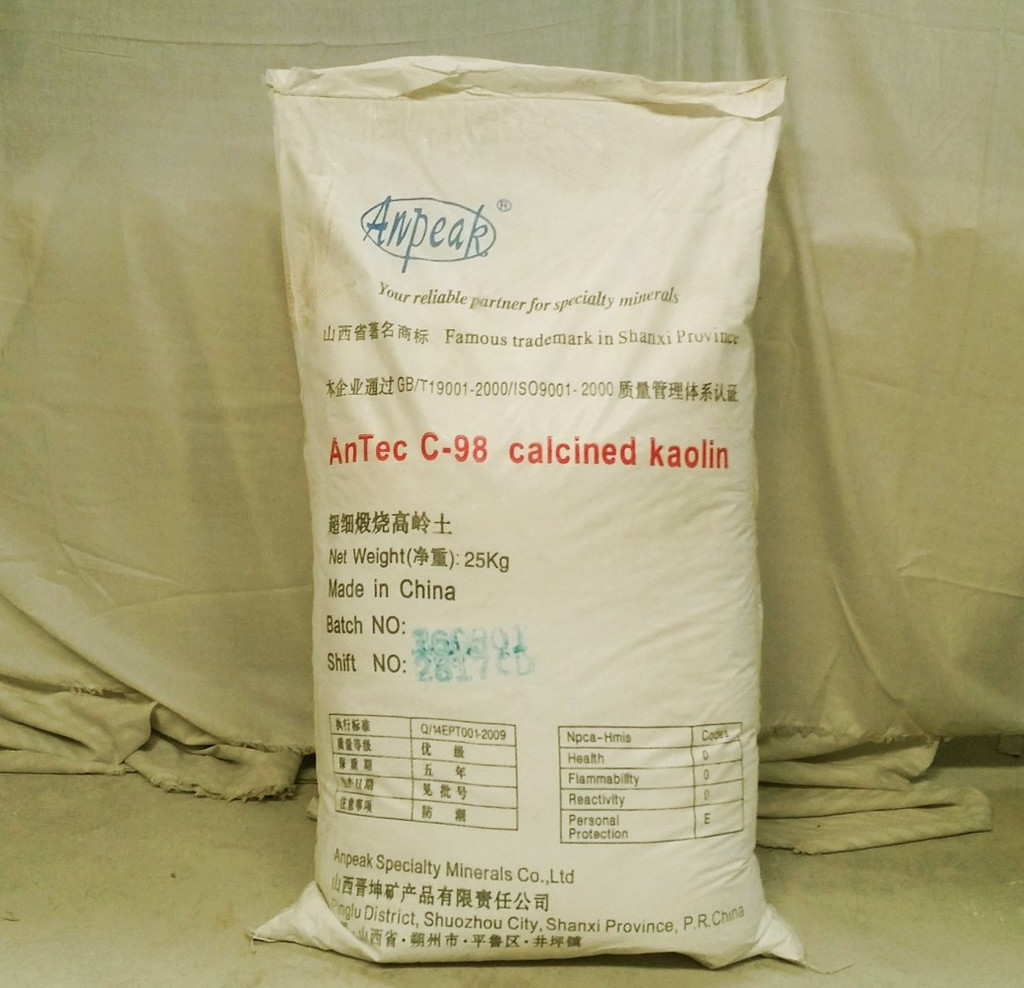 Anpeak®
Your reliable partner for specialty minerals
山西省著名商标 Famous trademark in Shanxi Province
本企业通过GB/T19001-2000/ISO9001-2000质量管理体系认证
AnTec C-98 calcined kaolin
超细煅烧高岭土
Net Weight(净重): 25Kg
Made in China
Batch NO:
Shift NO:
执行标准 Q/14EPT001-2009
质量等级 优 级
保质期 五 年
日期 见批号
注意事项 防 潮
Npca-Hmis Codes
Health 0
Flammability 0
Reactivity 0
Personal Protection E
Anpeak Specialty Minerals Co.,Ltd
山西晋坤矿产品有限责任公司
Pinglu District, Shuozhou City, Shanxi Province, P.R.China
山西省·朔州市·平鲁区·井坪镇